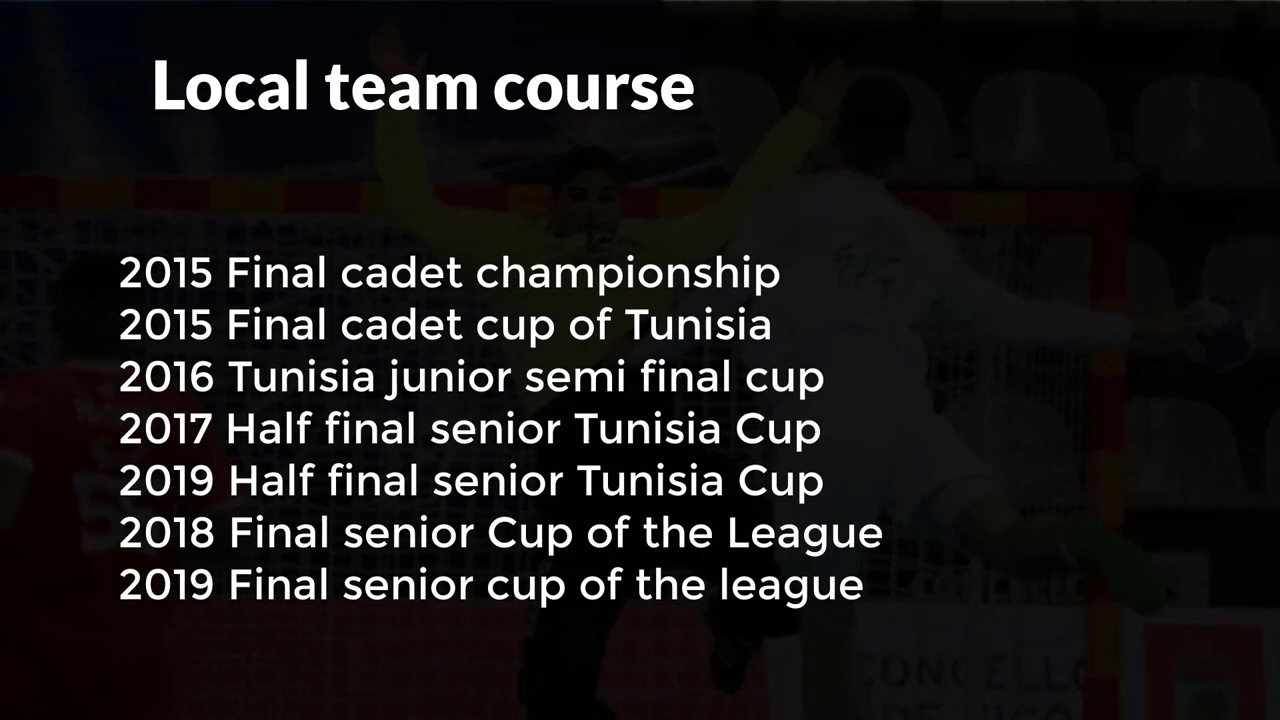 Local team course
2015 Final cadet championship
2015 Final cadet cup of Tunisia
2016 Tunisia junior semi final cup
2017 Half final senior Tunisia Cup
2019 Half final senior Tunisia Cup
2018 Final senior Cup of the League
2019 Final senior cup of the league